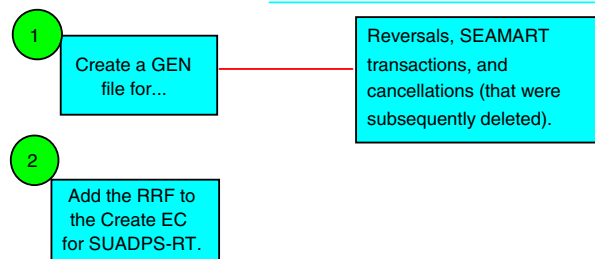 1
Create a GEN
file for...
Reversals, SEAMART
transactions, and
cancellations (that were
subsequently deleted).
2
Add the RRF to
the Create EC
for SUADPS-RT.